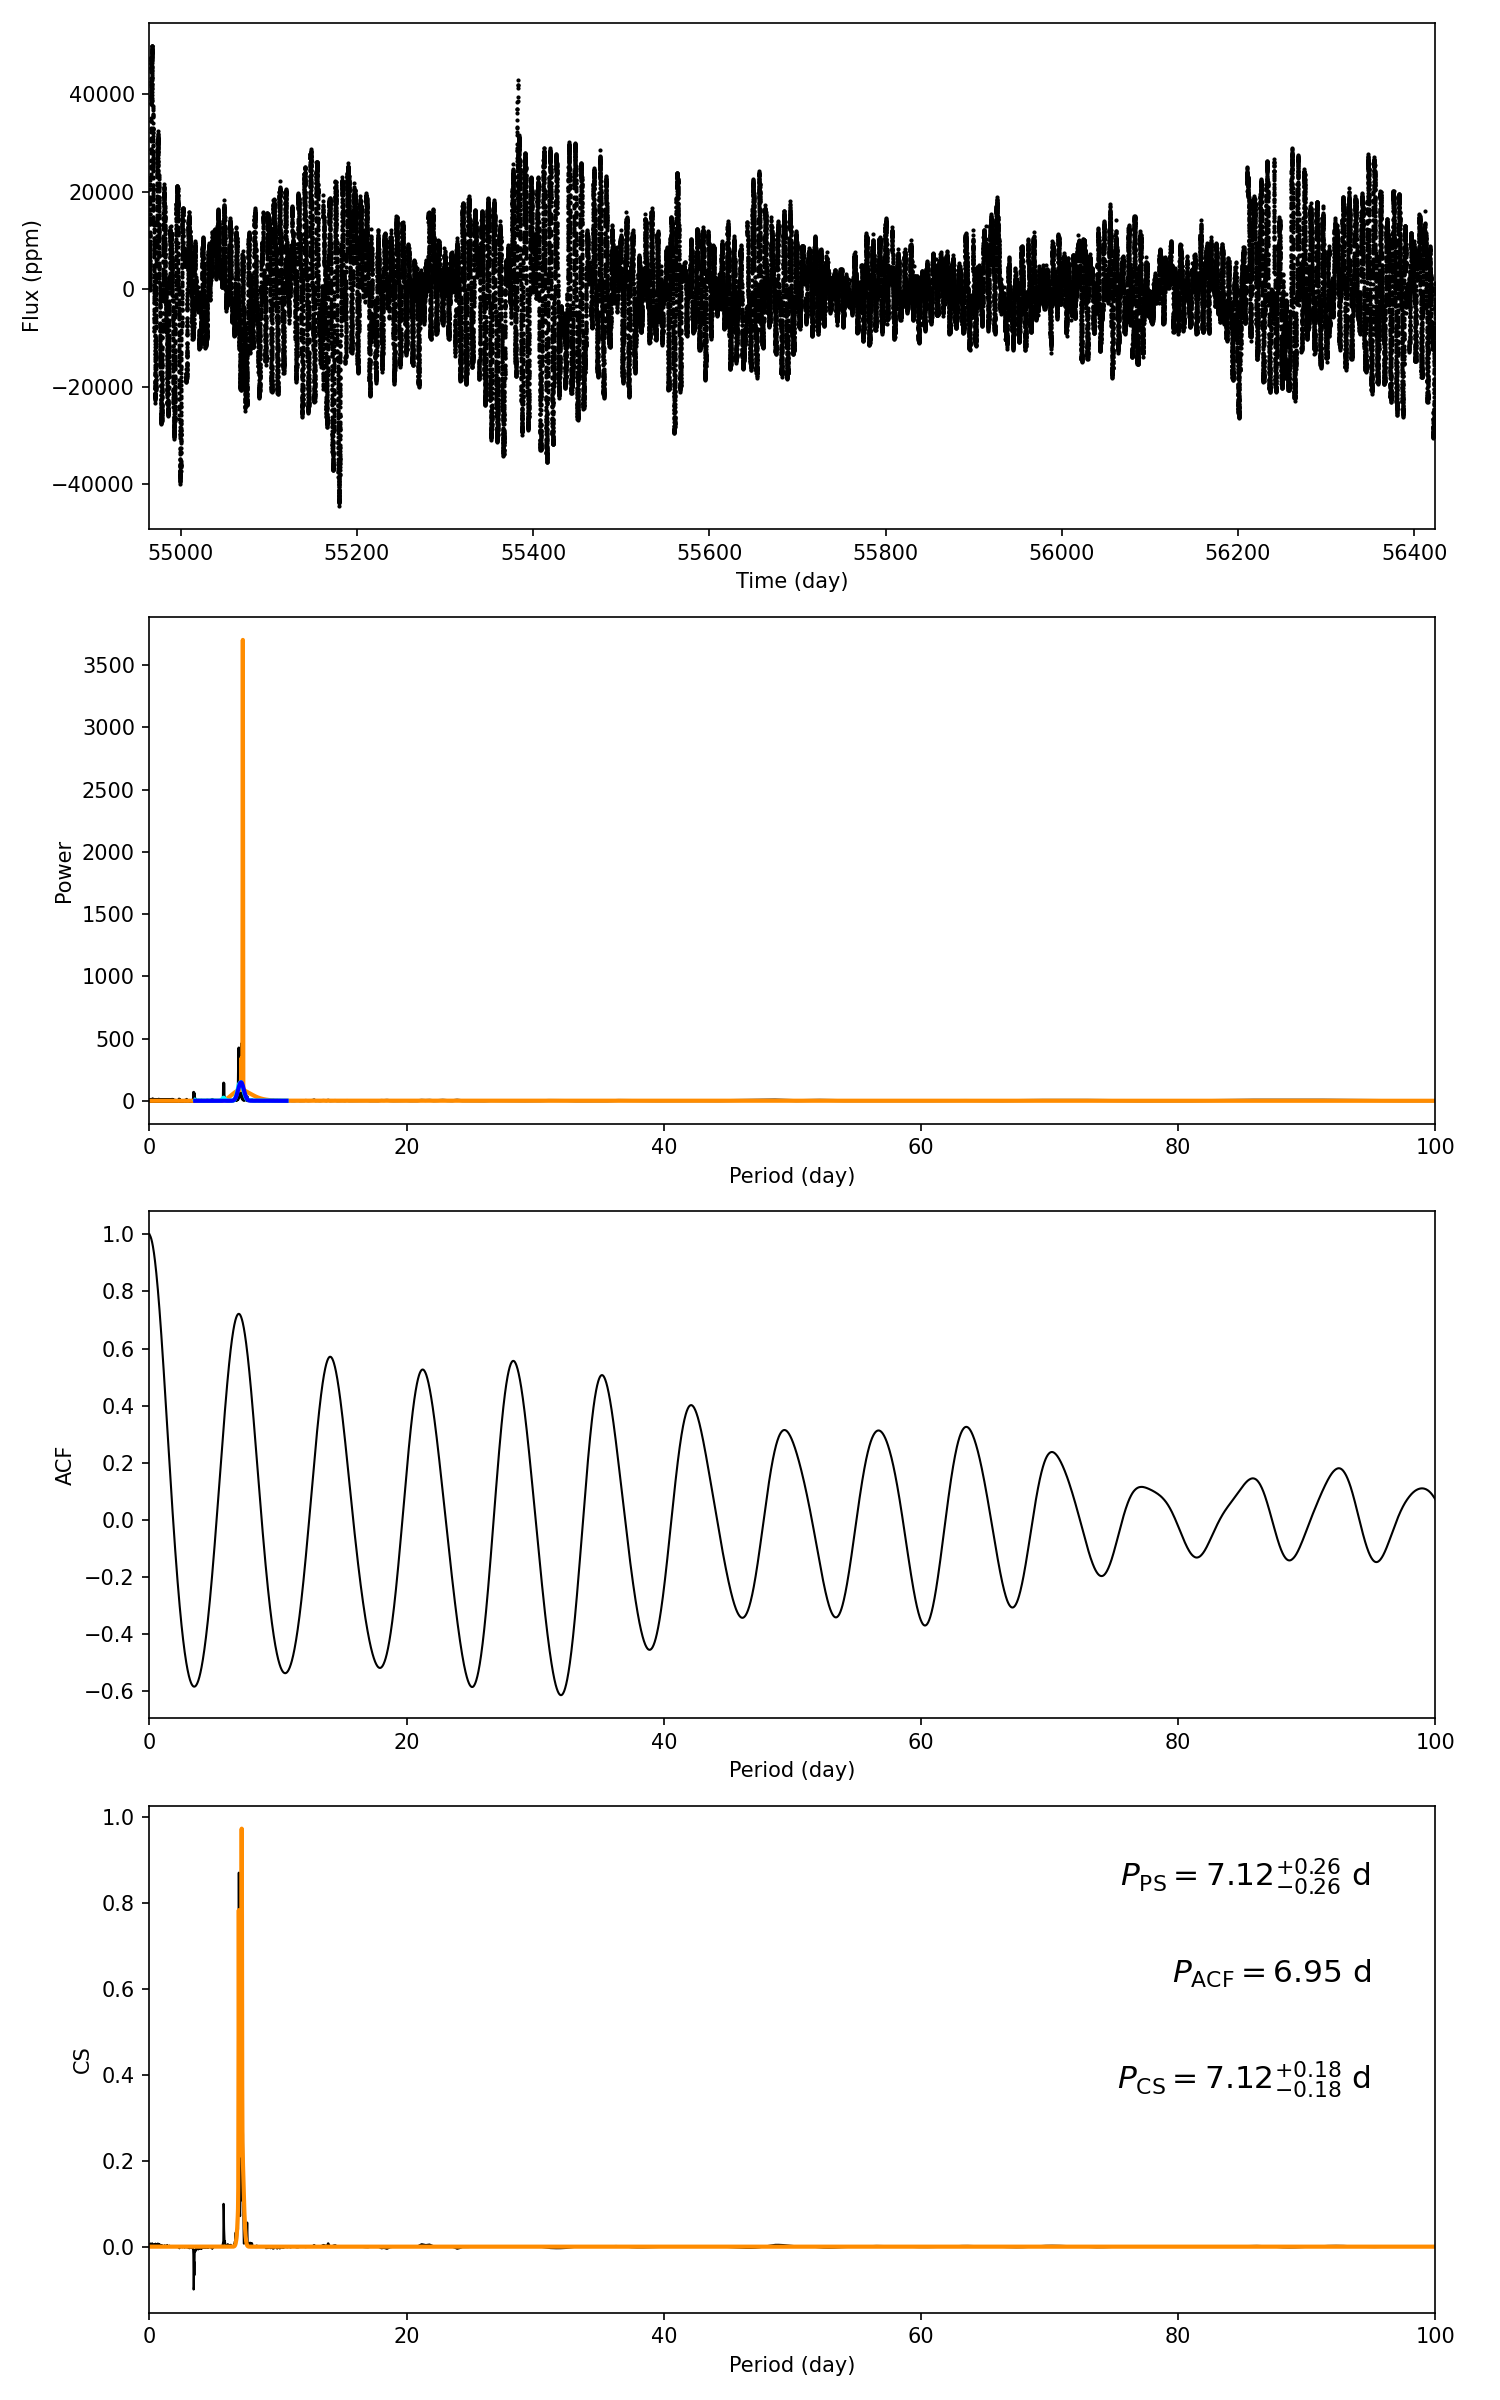 40000
20000
0
−20000
−40000
Flux (ppm)
55000 55200 55400 55600 55800 56000 56200 56400
Time (day)
3500
3000
2500
2000
1500
1000
500
0
Power
0 20 40 60 80 100
Period (day)
1.0
0.8
0.6
0.4
0.2
0.0
−0.2
−0.4
−0.6
ACF
0 20 40 60 80 100
Period (day)
1.0
0.8
0.6
0.4
0.2
0.0
CS
P_PS = 7.12^{+0.26}_{−0.26} d
P_ACF = 6.95 d
P_CS = 7.12^{+0.18}_{−0.18} d
0 20 40 60 80 100
Period (day)